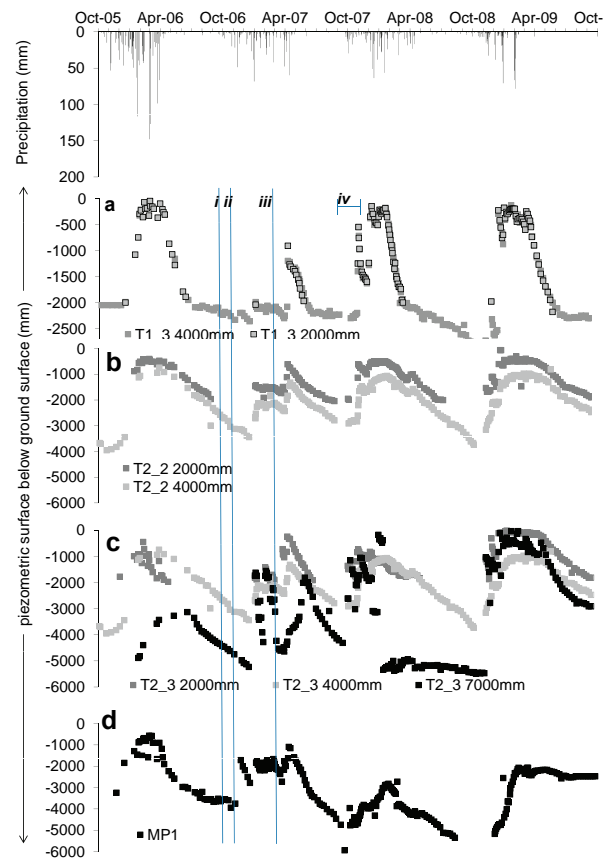 Oct-05 Apr-06 Oct-06 Apr-07 Oct-07 Apr-08 Oct-08 Apr-09 Oct-
0
50
100
150
200
Precipitation (mm)
piezometric surface below ground surface (mm)
a
i ii iii iv
0
-500
-1000
-1500
-2000
-2500
T1_3 4000mm T1_3 2000mm
b
0
-1000
-2000
-3000
-4000
-5000
-6000
T2_2 2000mm
T2_2 4000mm
c
0
-1000
-2000
-3000
-4000
-5000
-6000
T2_3 2000mm T2_3 4000mm T2_3 7000mm
d
0
-1000
-2000
-3000
-4000
-5000
-6000
MP1